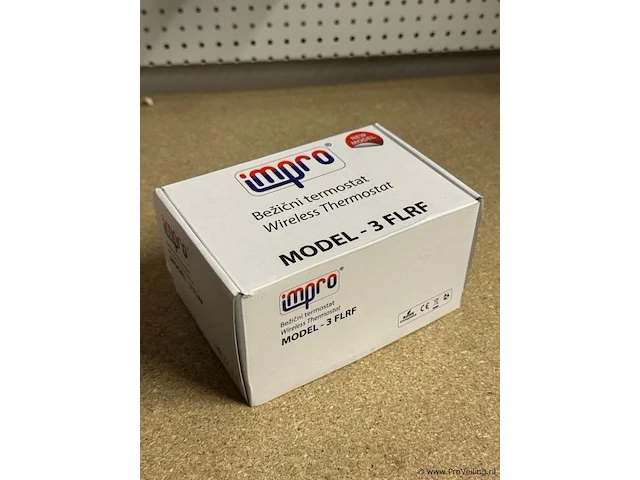 impro®
NEW
MODEL
Bežični termostat
Wireless Thermostat
MODEL - 3 FLRF
impro®
Bežični termostat
Wireless Thermostat
MODEL - 3 FLRF
CE
impro
© www.ProVeiling.nl